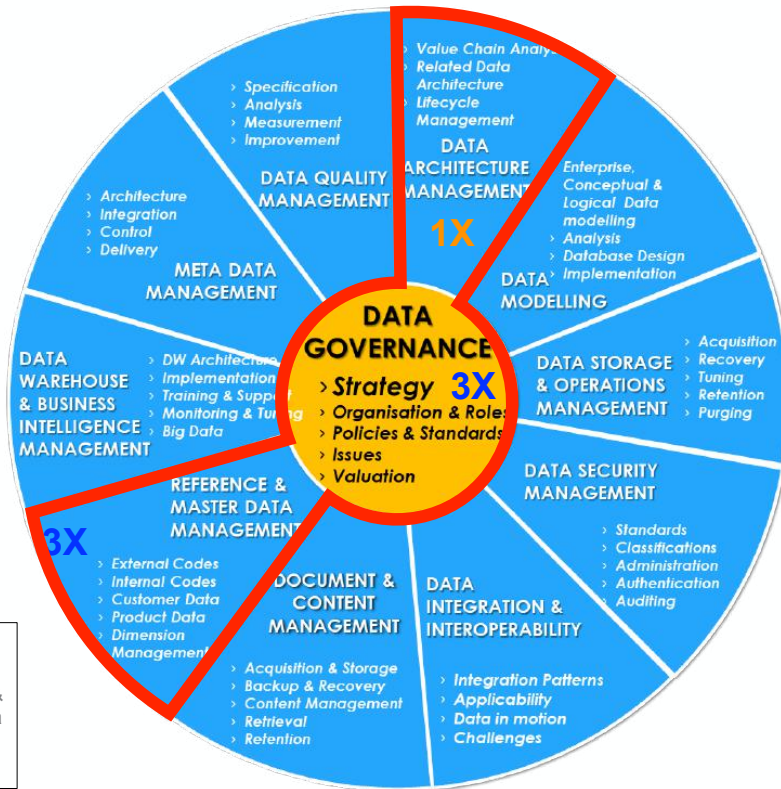 › Value Chain Analys
› Related Data
Architecture
› Lifecycle
Management
DATA
ARCHITECTURE
MANAGEMENT
1X
Enterprise,
Conceptual &
Logical Data
modelling
› Analysis
› Database Design
› Implementation
DATA
MODELLING
› Acquisition
› Recovery
› Tuning
› Retention
› Purging
DATA STORAGE
& OPERATIONS
MANAGEMENT
DATA SECURITY
MANAGEMENT
› Standards
› Classifications
› Administration
› Authentication
› Auditing
DATA
INTEGRATION &
INTEROPERABILITY
› Integration Patterns
› Applicability
› Data in motion
› Challenges
DOCUMENT &
CONTENT
MANAGEMENT
› Acquisition & Storage
› Backup & Recovery
› Content Management
› Retrieval
› Retention
REFERENCE &
MASTER DATA
MANAGEMENT
3X
› External Codes
› Internal Codes
› Customer Data
› Product Data
› Dimension
Management
DATA
WAREHOUSE
& BUSINESS
INTELLIGENCE
MANAGEMENT
› DW Architecture
› Implementation
› Training & Support
› Monitoring & Tuning
› Big Data
› Architecture
› Integration
› Control
› Delivery
META DATA
MANAGEMENT
› Specification
› Analysis
› Measurement
› Improvement
DATA QUALITY
MANAGEMENT
DATA
GOVERNANCE
› Strategy
3X
› Organisation & Roles
› Policies & Standards
› Issues
› Valuation
&